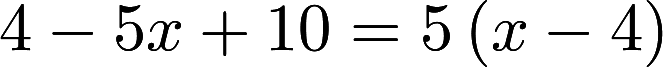 4 − 5x + 10 = 5 (x − 4)